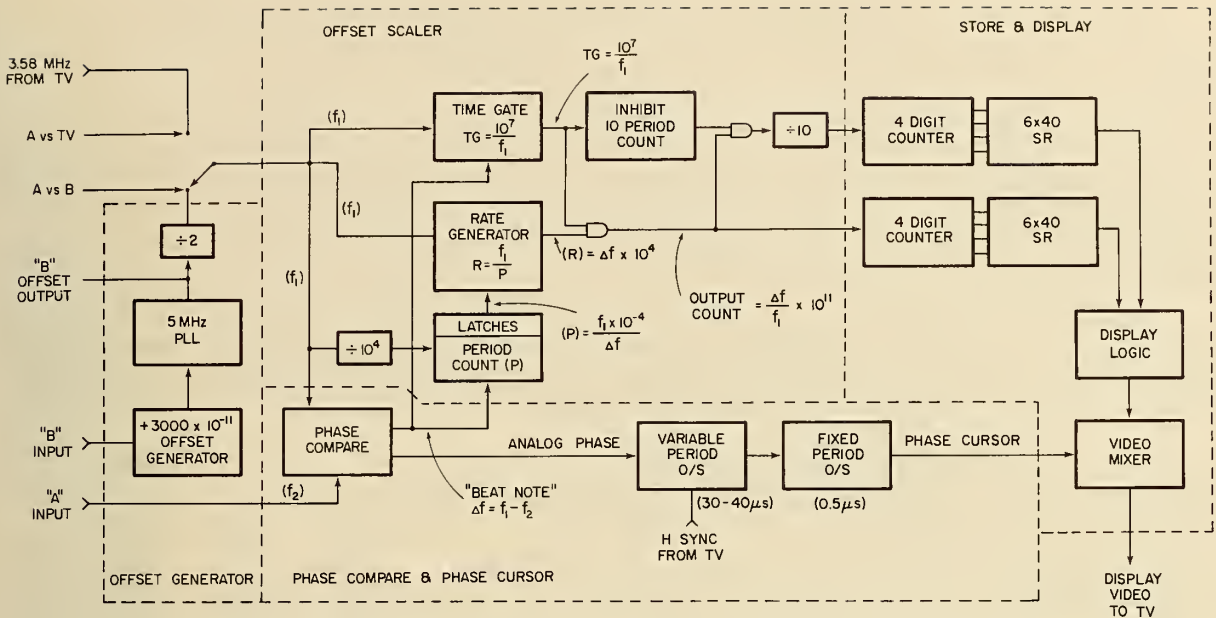 OFFSET SCALER
STORE & DISPLAY
3.58 MHz
FROM TV
A vs TV
A vs B
÷2
"B"
OFFSET
OUTPUT
5 MHz
PLL
+3000 x 10⁻¹¹
OFFSET
GENERATOR
"B"
INPUT
"A"
INPUT
OFFSET GENERATOR
(f₁)
(f₁)
(f₁)
(f₂)
TIME GATE
TG = 10⁷/f₁
TG = 10⁷/f₁
INHIBIT
10 PERIOD
COUNT
÷10
4 DIGIT
COUNTER
6x40
SR
RATE
GENERATOR
R = f₁/P
(R) = Δf x 10⁴
4 DIGIT
COUNTER
6x40
SR
OUTPUT
COUNT = Δf/f₁ x 10¹¹
÷ 10⁴
LATCHES
PERIOD
COUNT (P)
(P) = f₁ x 10⁻⁴/Δf
DISPLAY
LOGIC
PHASE
COMPARE
"BEAT NOTE"
Δf = f₁-f₂
ANALOG PHASE
VARIABLE
PERIOD
O/S
(30-40μs)
H SYNC
FROM TV
FIXED
PERIOD
O/S
(0.5μs)
PHASE CURSOR
VIDEO
MIXER
PHASE COMPARE & PHASE CURSOR
DISPLAY
VIDEO
TO TV